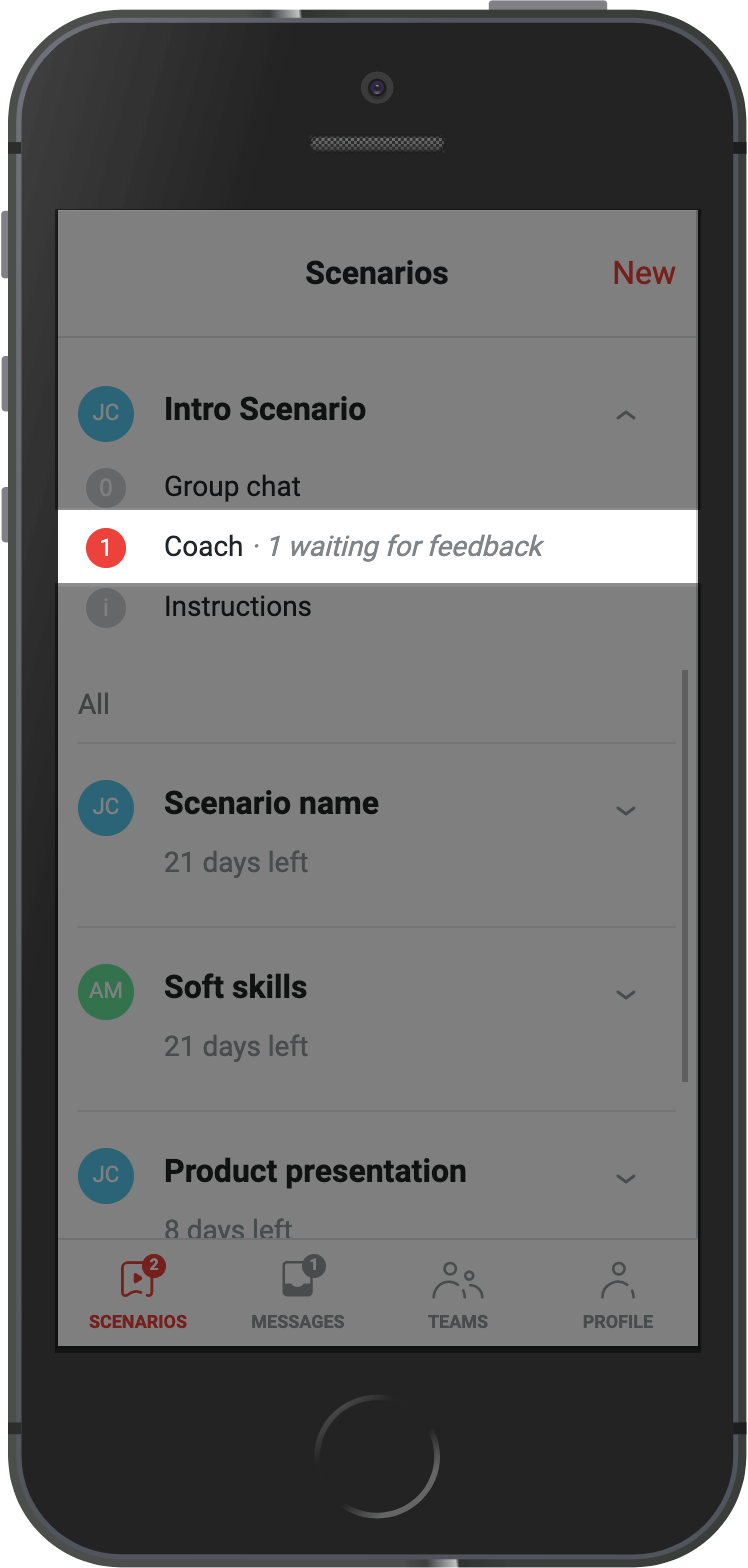 Scenarios New
JC Intro Scenario
0 Group chat
1 Coach · 1 waiting for feedback
i Instructions
All
JC Scenario name
21 days left
AM Soft skills
21 days left
JC Product presentation
8 days left
2 1
SCENARIOS MESSAGES TEAMS PROFILE